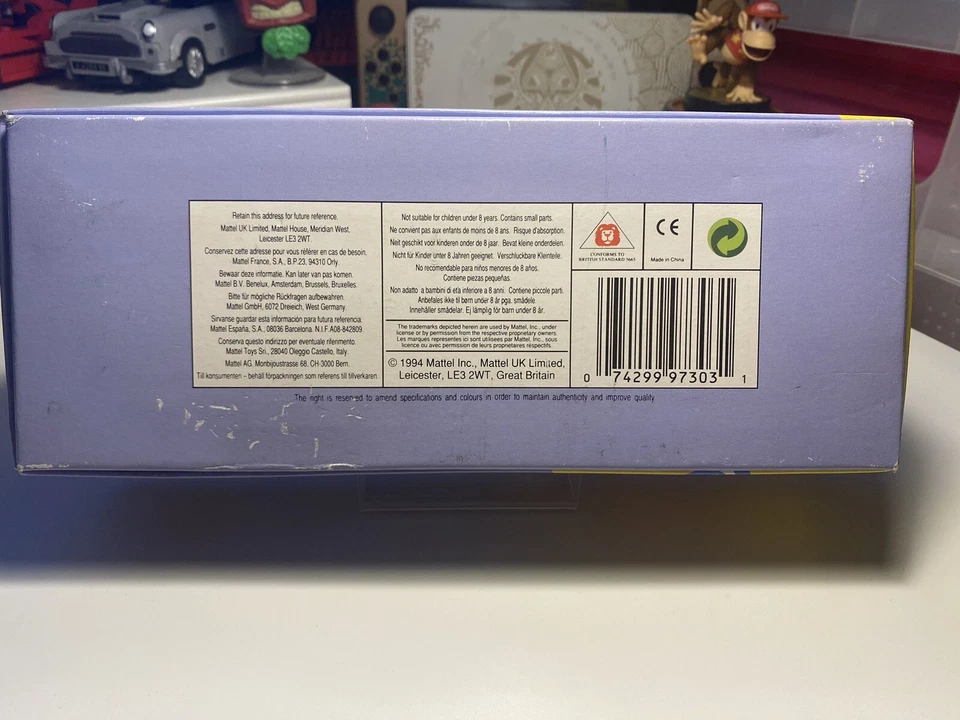 Retain this address for future reference.
Mattel UK Limited, Mattel House, Meridian West,
Leicester LE3 2WT.
Conservez cette adresse pour vous référer en cas de besoin.
Mattel France, S.A., B.P. 23, 94310 Orly.
Bewaar deze informatie. Kan later van pas komen.
Mattel B.V. Benelux, Amsterdam, Brussels, Bruxelles.
Bitte für mögliche Rückfragen aufbewahren.
Mattel GmbH, 6072 Dreieich, West Germany.
Sirvanse guardar esta información para futura referencia.
Mattel España, S.A., 08036 Barcelona. N.I.F. A08-842809.
Conserva questo indirizzo per eventuale riferimento.
Mattel Toys Srl., 28040 Oleggio Castello, Italy.
Mattel AG. Monbijoustrasse 68, CH-3000 Bern.
Till konsumenten – behåll förpackningen som referens till tillverkaren.
Not suitable for children under 8 years. Contains small parts.
Ne convient pas aux enfants de moins de 8 ans. Risque d'absorption.
Niet geschikt voor kinderen onder de 8 jaar. Bevat kleine onderdelen.
Nicht für Kinder unter 8 Jahren geeignet. Verschluckbare Kleinteile.
No recomendable para niños menores de 8 años.
Contiene piezas pequeñas.
Non adatto a bambini di eta inferiore a 8 anni. Contiene piccole parti.
Anbefales ikke til børn under 8 år pga. smådele.
Innehåller smådelar. Ej lämplig för barn under 8 år.
The trademarks depicted herein are used by Mattel, Inc., under
license or by permission from the respective proprietary owners.
Les marques représentées ici sont utilisées par Mattel, Inc., sous
licence ou avec permission de leurs propriétaires respectifs.
© 1994 Mattel Inc., Mattel UK Limited,
Leicester, LE3 2WT, Great Britain
CONFORMS TO
BRITISH STANDARD 5665
CE
Made in China
0 74299 97303 1
The right is reserved to amend specifications and colours in order to maintain authenticity and improve quality